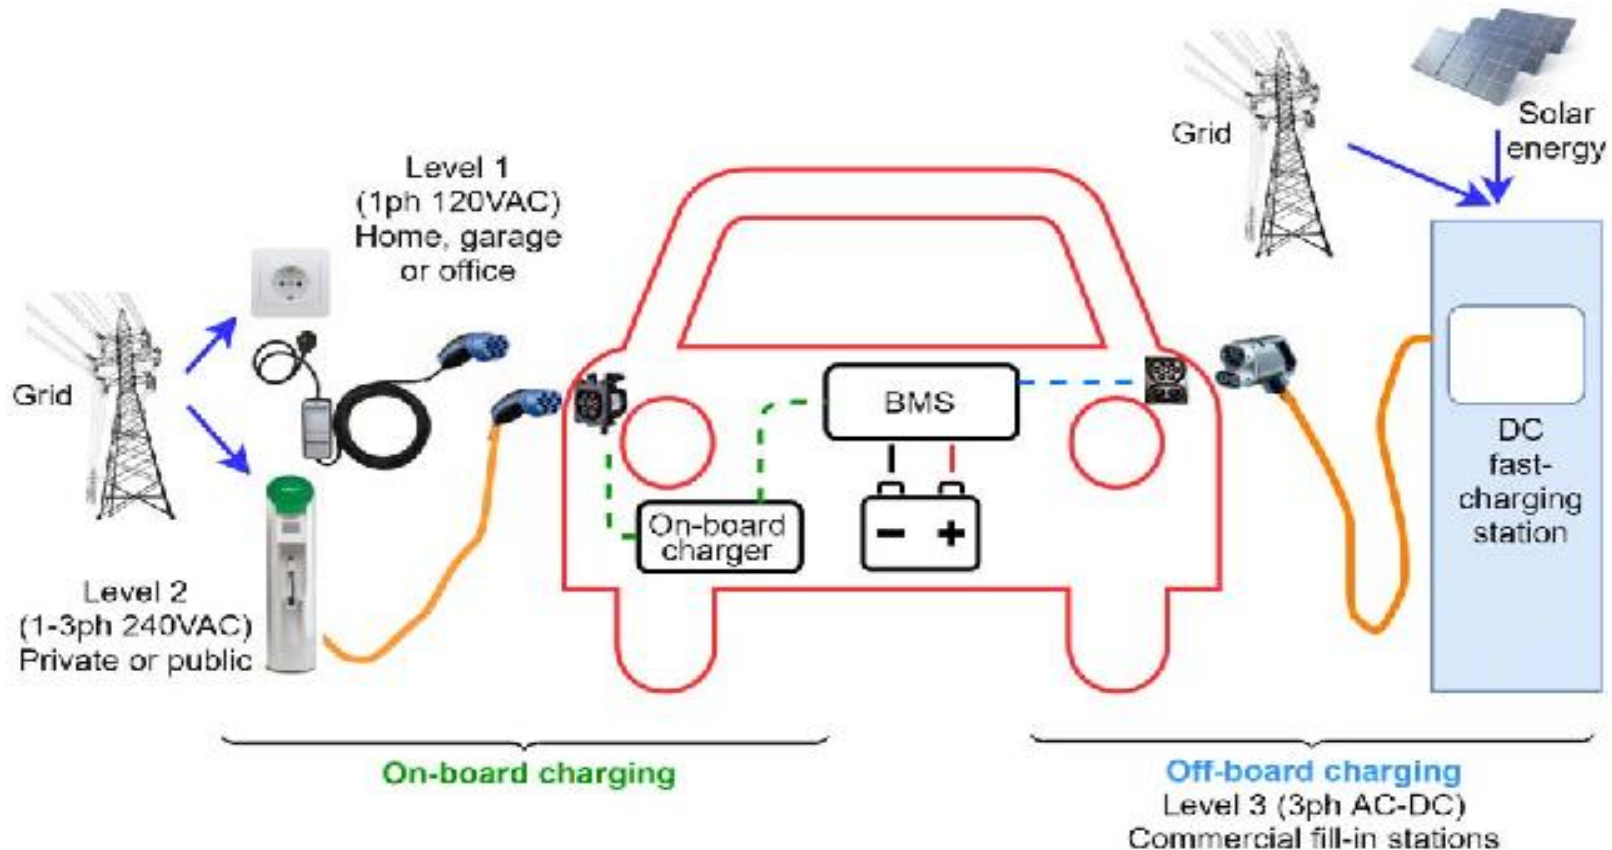 Level 1
(1ph 120VAC)
Home, garage
or office
Grid
Level 2
(1-3ph 240VAC)
Private or public
On-board
charger
BMS
Grid
Solar
energy
DC
fast-
charging
station
On-board charging
Off-board charging
Level 3 (3ph AC-DC)
Commercial fill-in stations